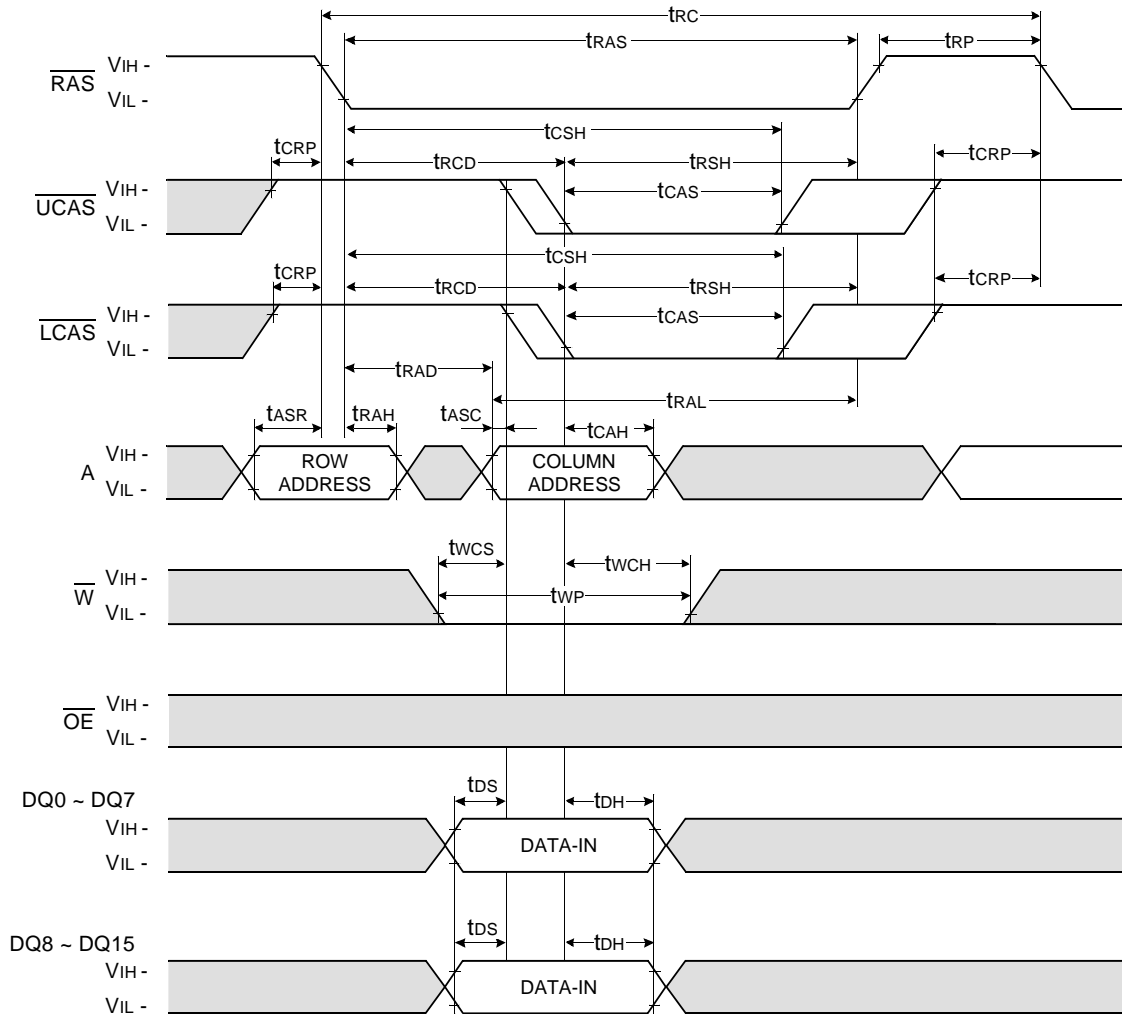 tRC
tRAS
tRP
RAS
VIH -
VIL -
tCSH
tCRP
tRCD
tRSH
tCRP
UCAS
VIH -
VIL -
tCAS
tCSH
tCRP
tRCD
tRSH
tCRP
LCAS
VIH -
VIL -
tCAS
tRAD
tRAL
tASR
tRAH
tASC
tCAH
A
VIH -
VIL -
ROW
ADDRESS
COLUMN
ADDRESS
tWCS
tWCH
W
VIH -
VIL -
tWP
OE
VIH -
VIL -
DQ0 ~ DQ7
tDS
tDH
VIH -
VIL -
DATA-IN
DQ8 ~ DQ15
tDS
tDH
VIH -
VIL -
DATA-IN